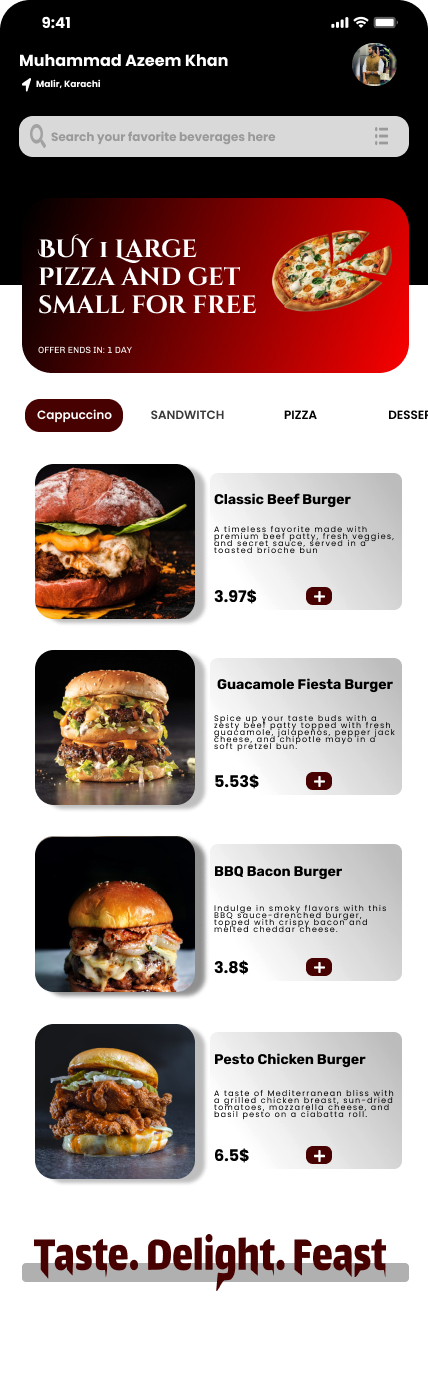 9:41
Muhammad Azeem Khan
Malir, Karachi
Search your favorite beverages here
BUY 1 LARGE
PIZZA AND GET
SMALL FOR FREE
OFFER ENDS IN: 1 DAY
Cappuccino SANDWITCH PIZZA DESSER
Classic Beef Burger
A timeless favorite made with
premium beef patty, fresh veggies,
and secret sauce, served in a
toasted brioche bun
3.97$
Guacamole Fiesta Burger
Spice up your taste buds with a
zesty beef patty topped with fresh
guacamole, jalapeños, pepper jack
cheese, and chipotle mayo in a
soft pretzel bun.
5.53$
BBQ Bacon Burger
Indulge in smoky flavors with this
BBQ sauce-drenched burger,
topped with crispy bacon and
melted cheddar cheese.
3.8$
Pesto Chicken Burger
A taste of Mediterranean bliss with
a grilled chicken breast, sun-dried
tomatoes, mozzarella cheese, and
basil pesto on a ciabatta roll.
6.5$
Taste. Delight. Feast